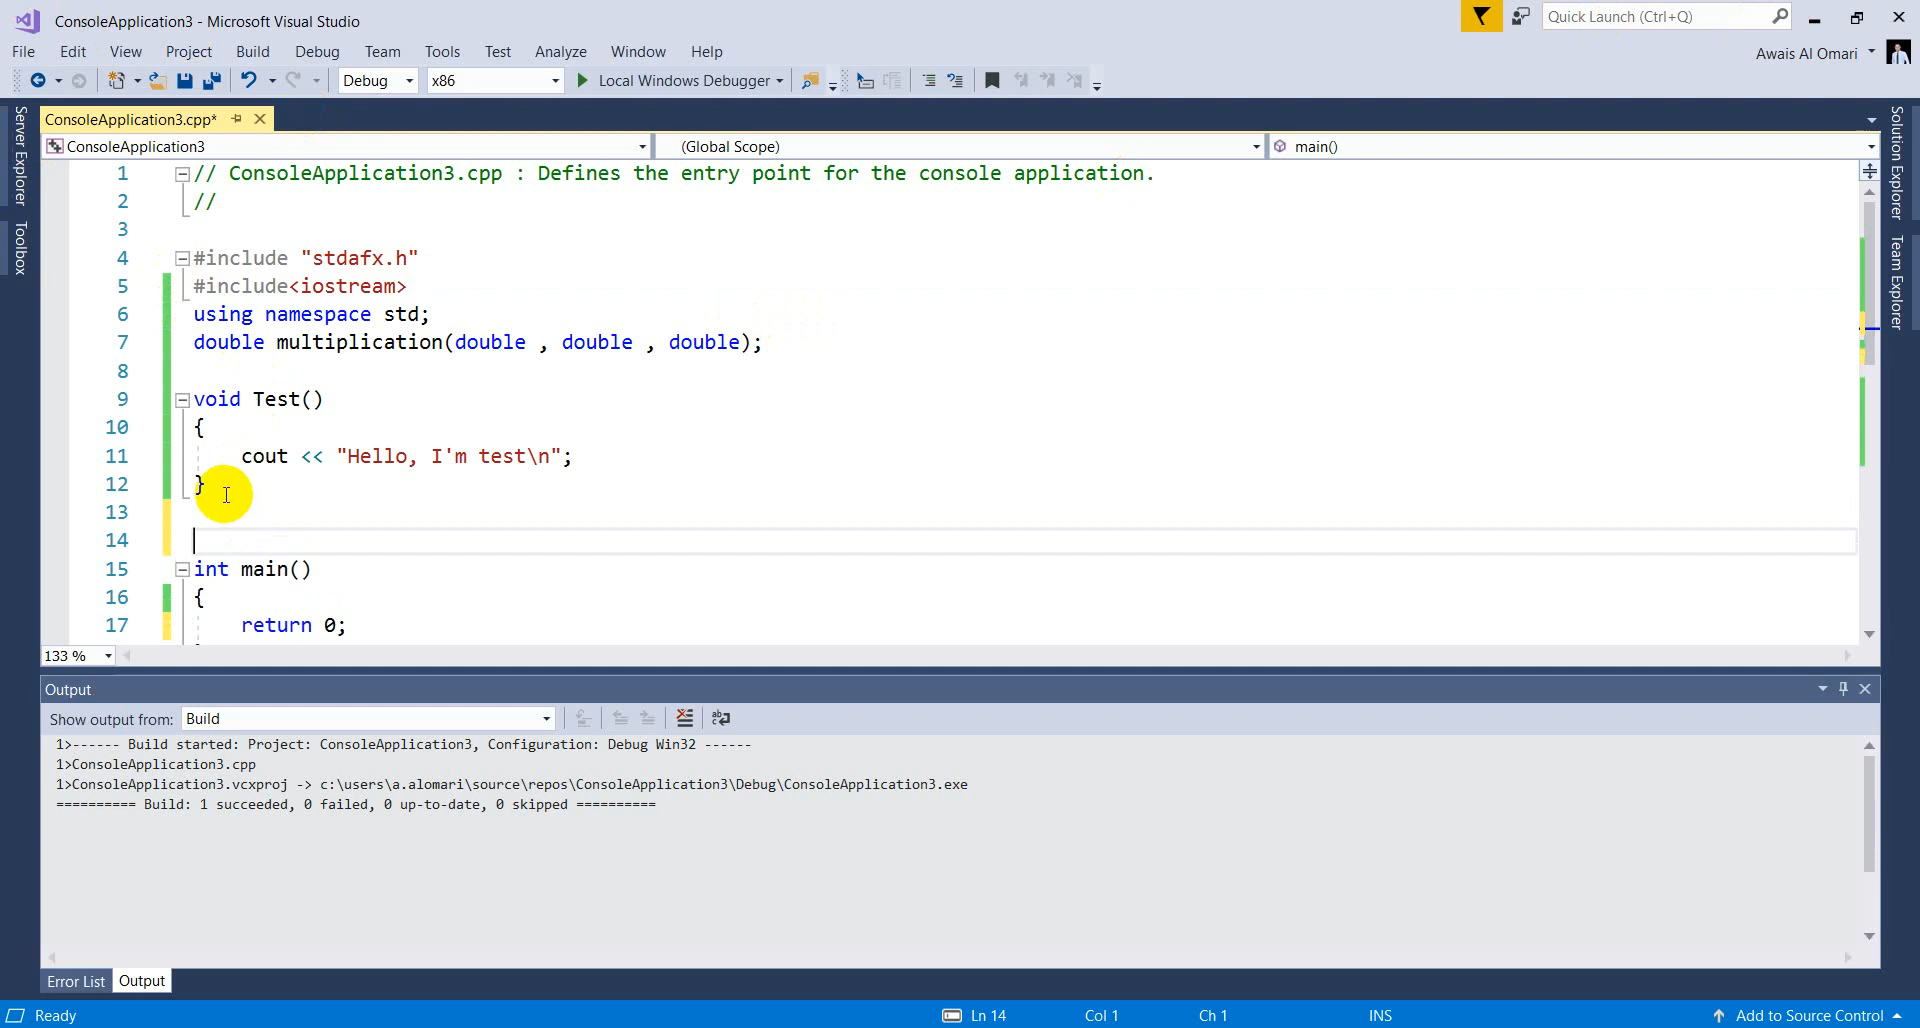 ConsoleApplication3 - Microsoft Visual Studio
Quick Launch (Ctrl+Q)
File Edit View Project Build Debug Team Tools Test Analyze Window Help
Awais Al Omari
Debug x86 Local Windows Debugger
Server Explorer
Toolbox
Solution Explorer
Team Explorer
ConsoleApplication3.cpp*
ConsoleApplication3 (Global Scope) main()
1 // ConsoleApplication3.cpp : Defines the entry point for the console application.
2 //
3
4 #include "stdafx.h"
5 #include<iostream>
6 using namespace std;
7 double multiplication(double , double , double);
8
9 void Test()
10 {
11 cout << "Hello, I'm test\n";
12 }
13
14
15 int main()
16 {
17 return 0;
133 %
Output
Show output from: Build
1>------ Build started: Project: ConsoleApplication3, Configuration: Debug Win32 ------
1>ConsoleApplication3.cpp
1>ConsoleApplication3.vcxproj -> c:\users\a.alomari\source\repos\ConsoleApplication3\Debug\ConsoleApplication3.exe
========== Build: 1 succeeded, 0 failed, 0 up-to-date, 0 skipped ==========
Error List Output
Ready Ln 14 Col 1 Ch 1 INS Add to Source Control